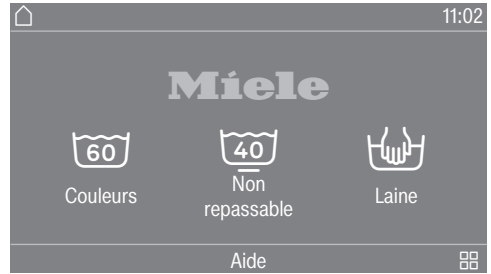 11:02
Miele
60
40
Couleurs
Non
repassable
Laine
Aide